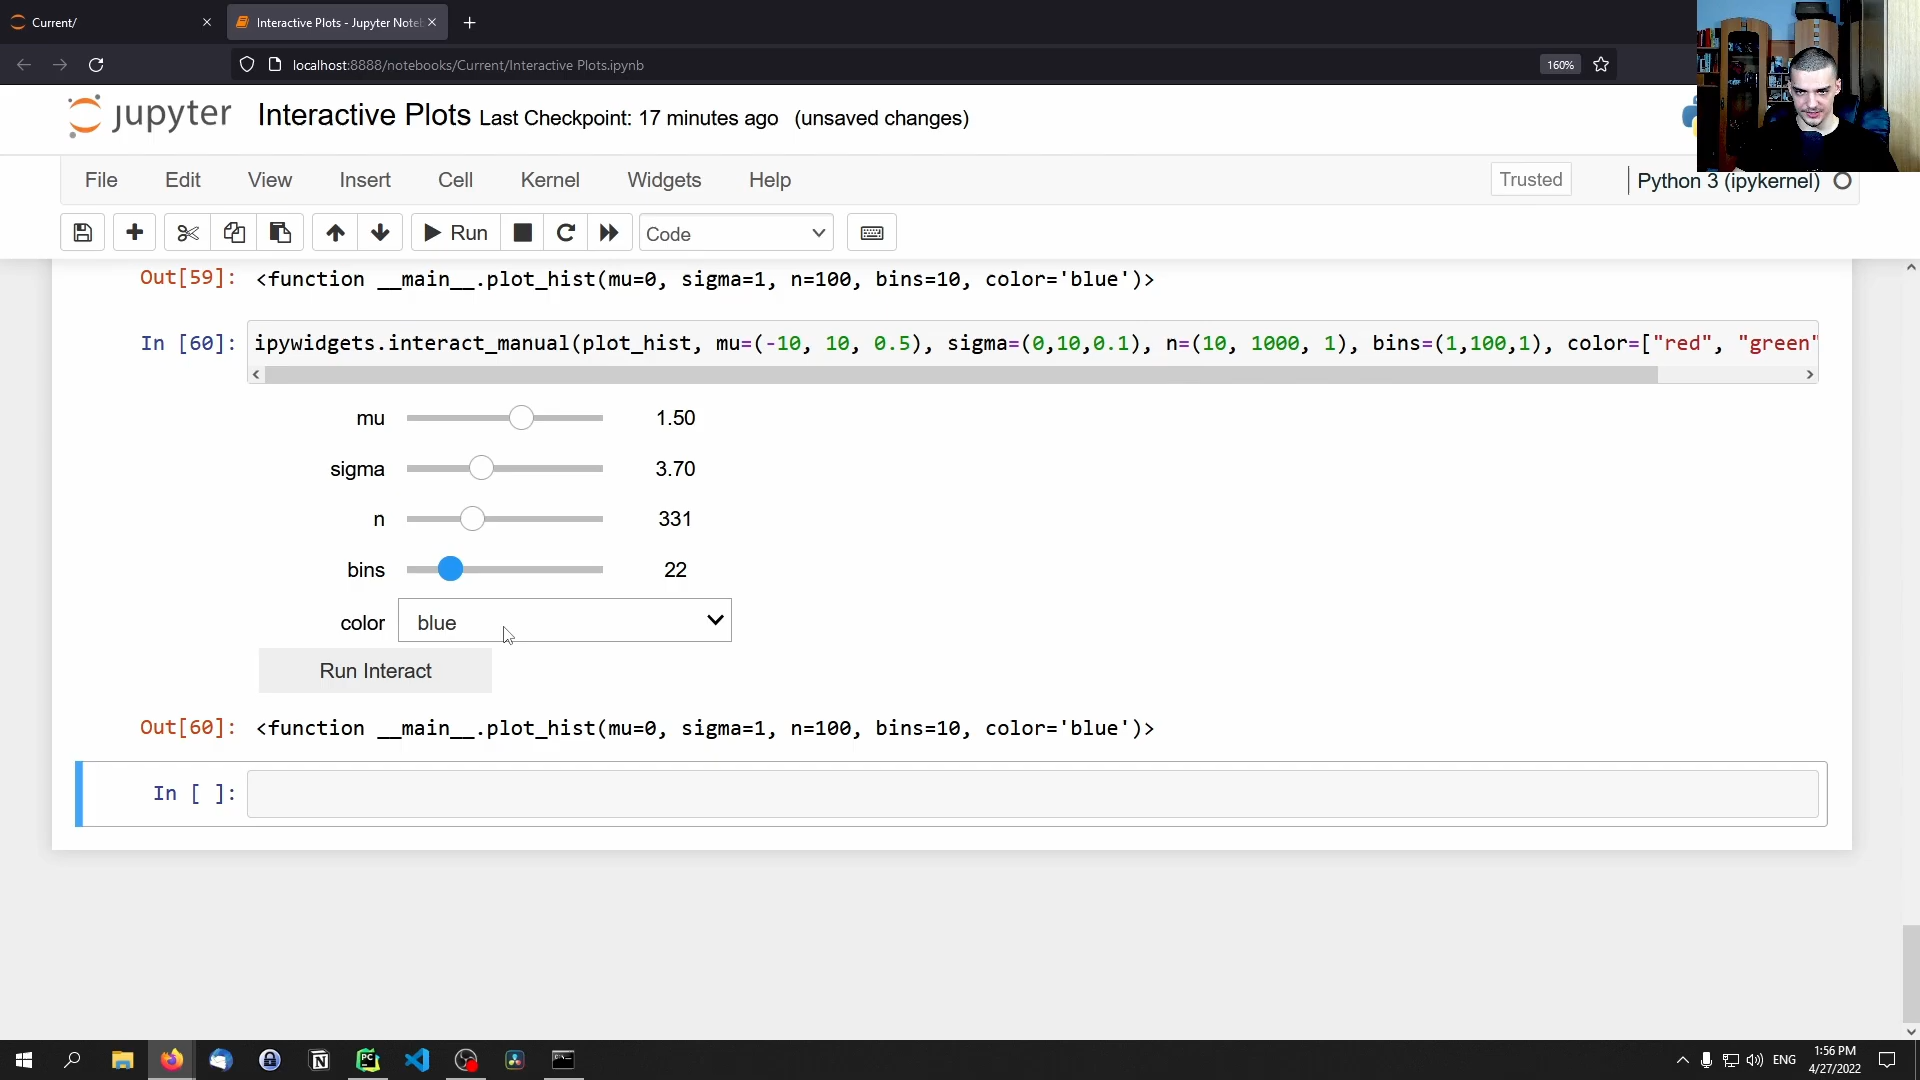 Current/
Interactive Plots - Jupyter Noteb
localhost:8888/notebooks/Current/Interactive Plots.ipynb
160%
jupyter Interactive Plots Last Checkpoint: 17 minutes ago (unsaved changes)
File Edit View Insert Cell Kernel Widgets Help
Trusted
Python 3 (ipykernel)
Run
Code
Out[59]: <function __main__.plot_hist(mu=0, sigma=1, n=100, bins=10, color='blue')>
In [60]: ipywidgets.interact_manual(plot_hist, mu=(-10, 10, 0.5), sigma=(0,10,0.1), n=(10, 1000, 1), bins=(1,100,1), color=["red", "green"
mu 1.50
sigma 3.70
n 331
bins 22
color blue
Run Interact
Out[60]: <function __main__.plot_hist(mu=0, sigma=1, n=100, bins=10, color='blue')>
In [ ]:
ENG
1:56 PM
4/27/2022